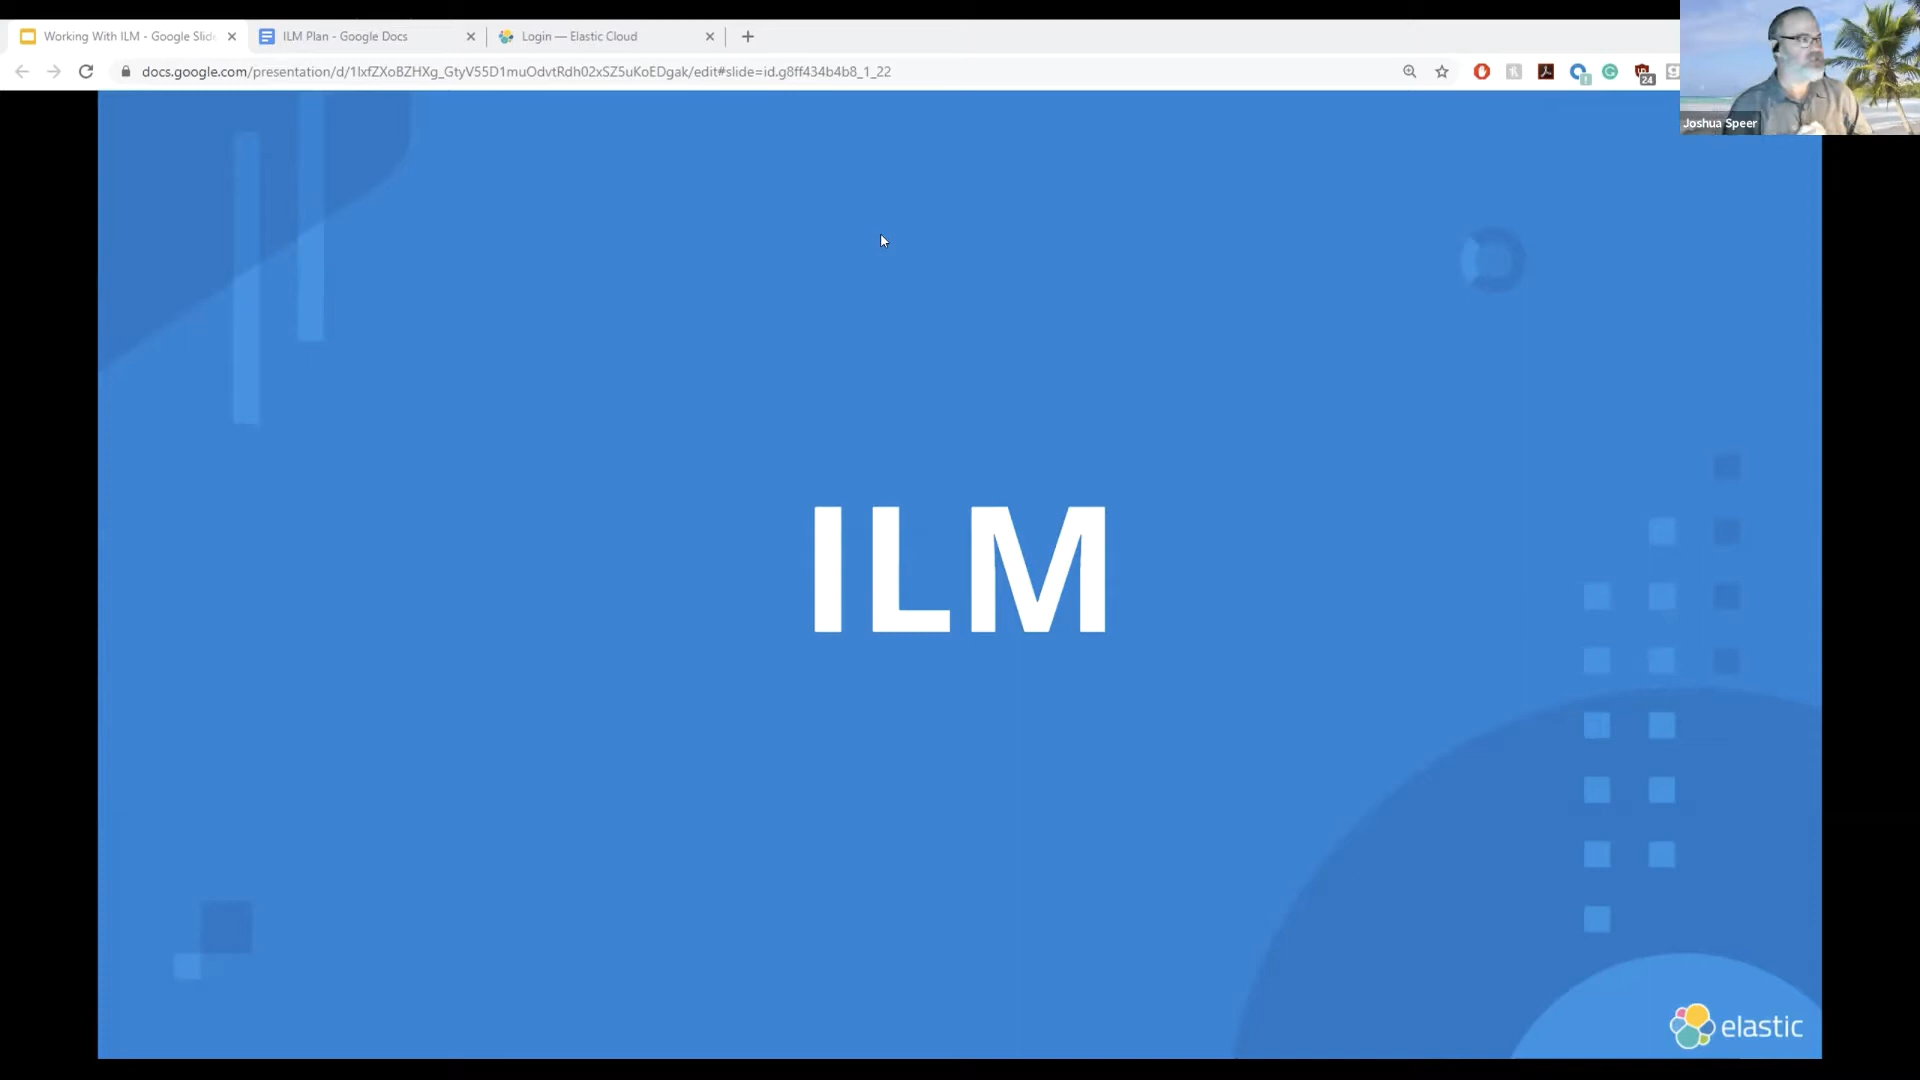 Working With ILM - Google Slide
ILM Plan - Google Docs
Login — Elastic Cloud
docs.google.com/presentation/d/1lxfZXoBZHXg_GtyV55D1muOdvtRdh02xSZ5uKoEDgak/edit#slide=id.g8ff434b4b8_1_22
24
Joshua Speer
ILM
elastic